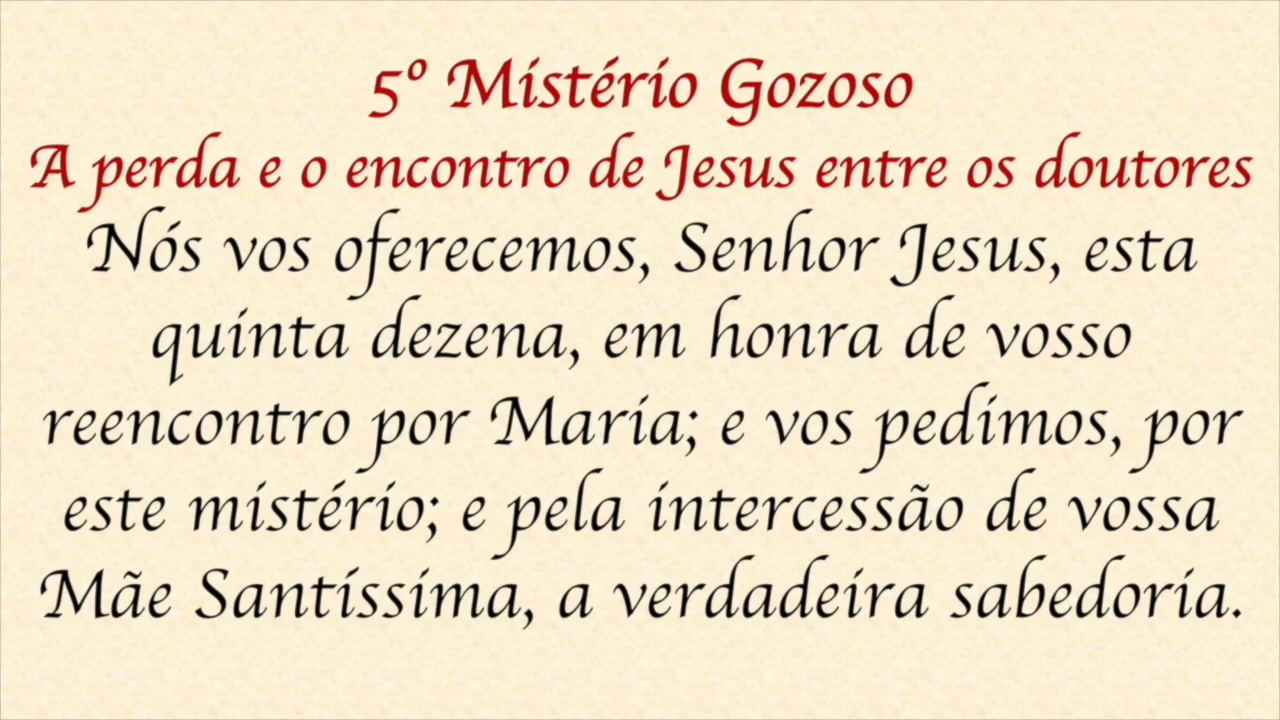 5º Mistério Gozoso
A perda e o encontro de Jesus entre os doutores
Nós vos oferecemos, Senhor Jesus, esta
quinta dezena, em honra de vosso
reencontro por Maria; e vos pedimos, por
este mistério; e pela intercessão de vossa
Mãe Santíssima, a verdadeira sabedoria.